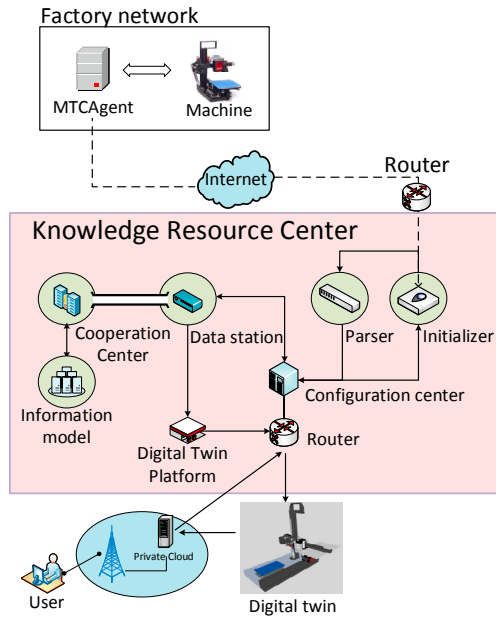 Factory network
MTCAgent
Machine
Internet
Router
Knowledge Resource Center
Cooperation
Center
Data station
Parser
Initializer
Information
model
Configuration center
Digital Twin
Platform
Router
Private Cloud
User
Digital twin